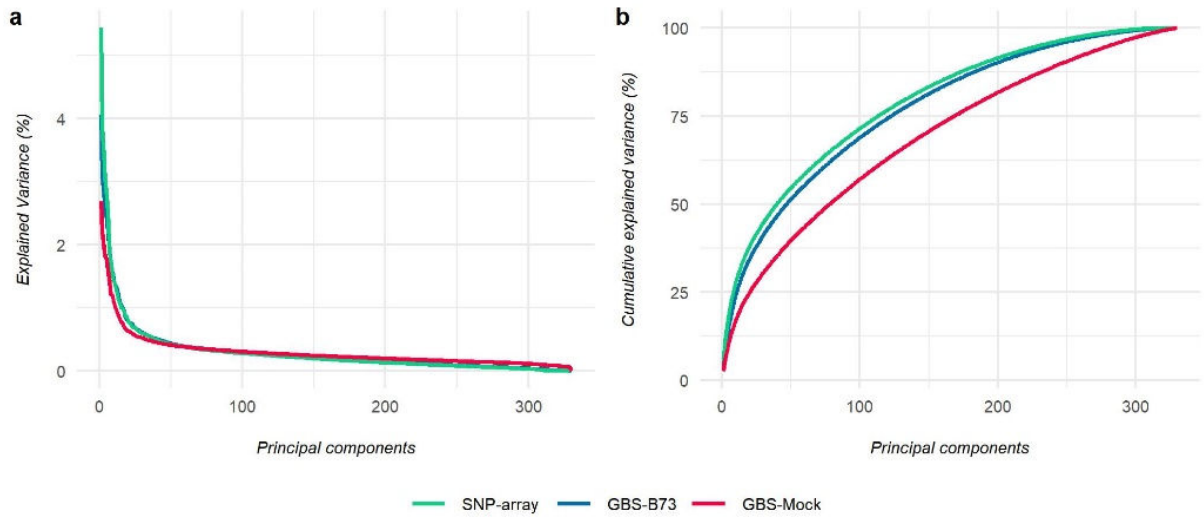 a
Explained Variance (%)
4
2
0
0
100
200
300
Principal components
b
Cumulative explained variance (%)
100
75
50
25
0
0
100
200
300
Principal components
SNP-array
GBS-B73
GBS-Mock